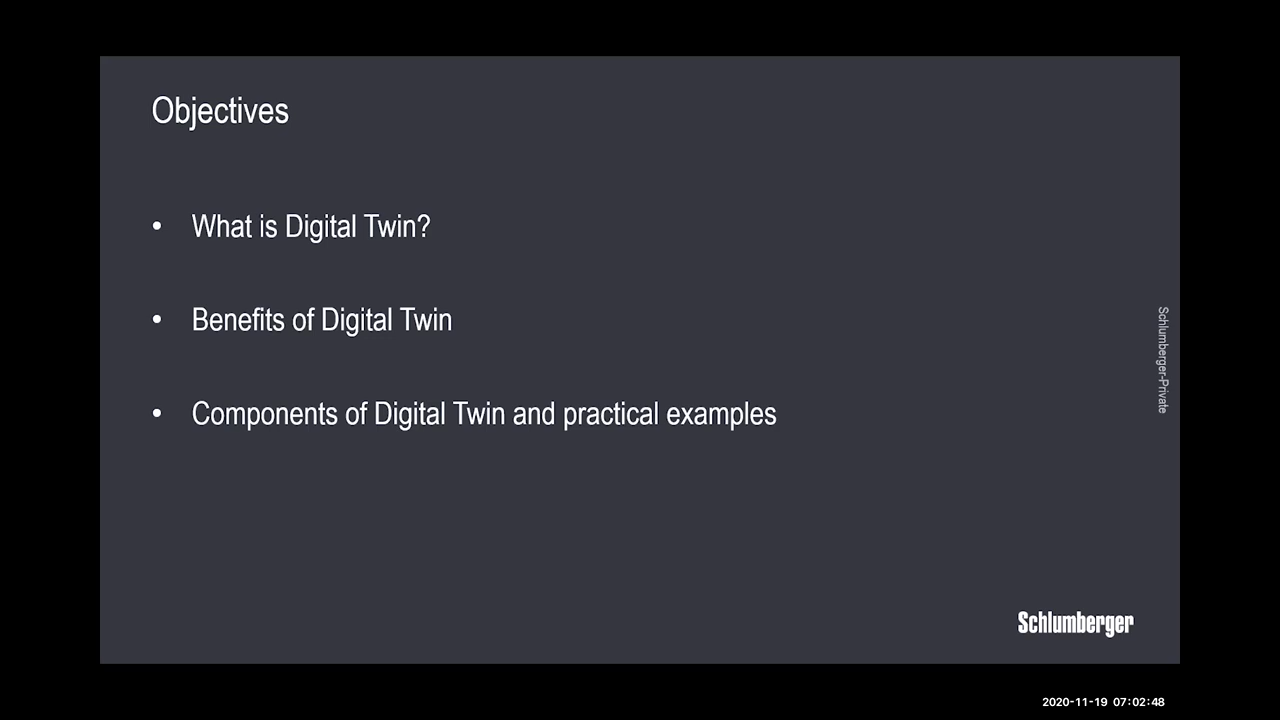 Objectives
• What is Digital Twin?
• Benefits of Digital Twin
• Components of Digital Twin and practical examples
Schlumberger-Private
Schlumberger
2020-11-19 07:02:48